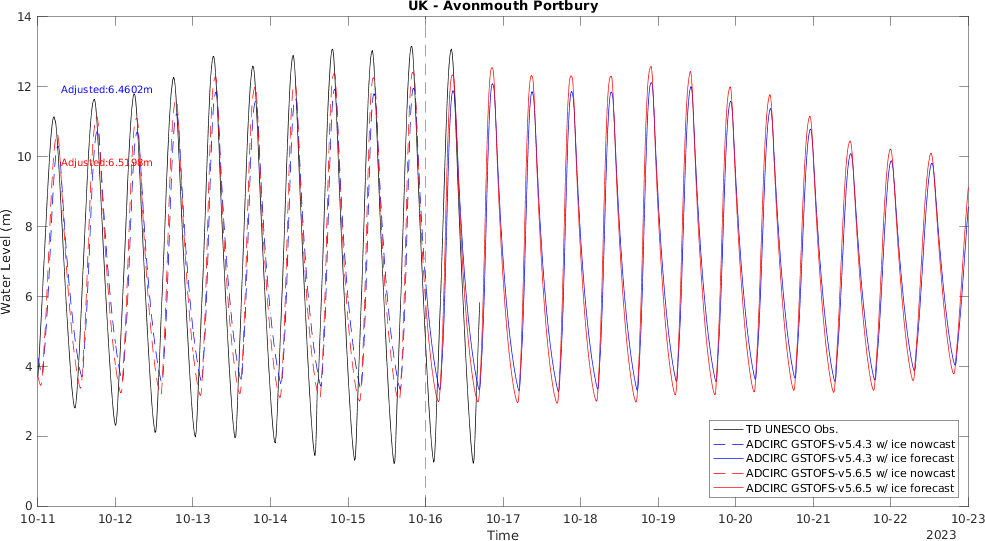 UK - Avonmouth Portbury
14
12
10
8
6
4
2
0
Water Level (m)
Adjusted:6.4602m
Adjusted:6.5198m
TD UNESCO Obs.
ADCIRC GSTOFS-v5.4.3 w/ ice nowcast
ADCIRC GSTOFS-v5.4.3 w/ ice forecast
ADCIRC GSTOFS-v5.6.5 w/ ice nowcast
ADCIRC GSTOFS-v5.6.5 w/ ice forecast
10-11 10-12 10-13 10-14 10-15 10-16 10-17 10-18 10-19 10-20 10-21 10-22 10-23
Time
2023